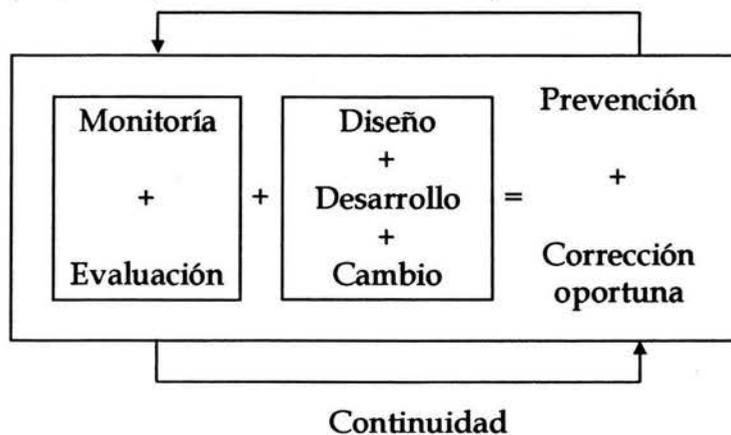 Monitoría
+
Evaluación
+
Diseño
+
Desarrollo
+
Cambio
=
Prevención
+
Corrección
oportuna
Continuidad